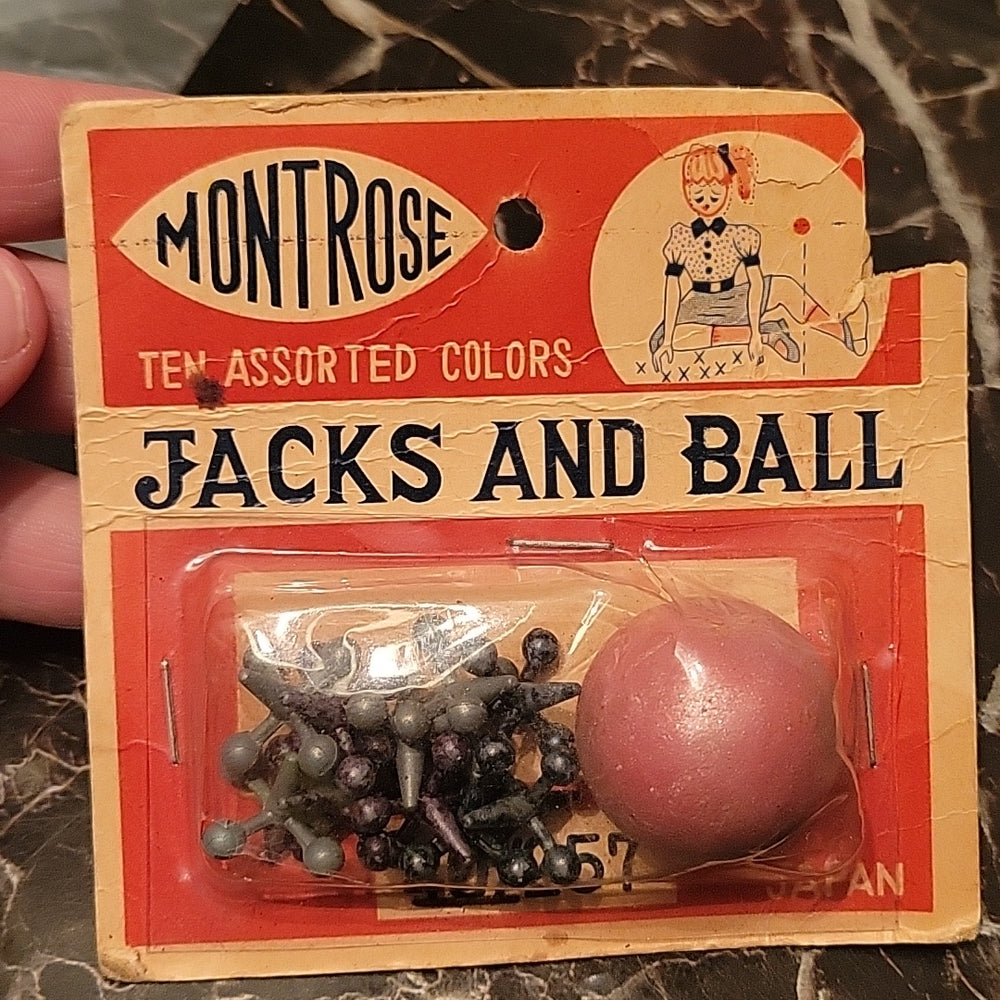 MONTROSE
TEN ASSORTED COLORS
JACKS AND BALL
JAPAN